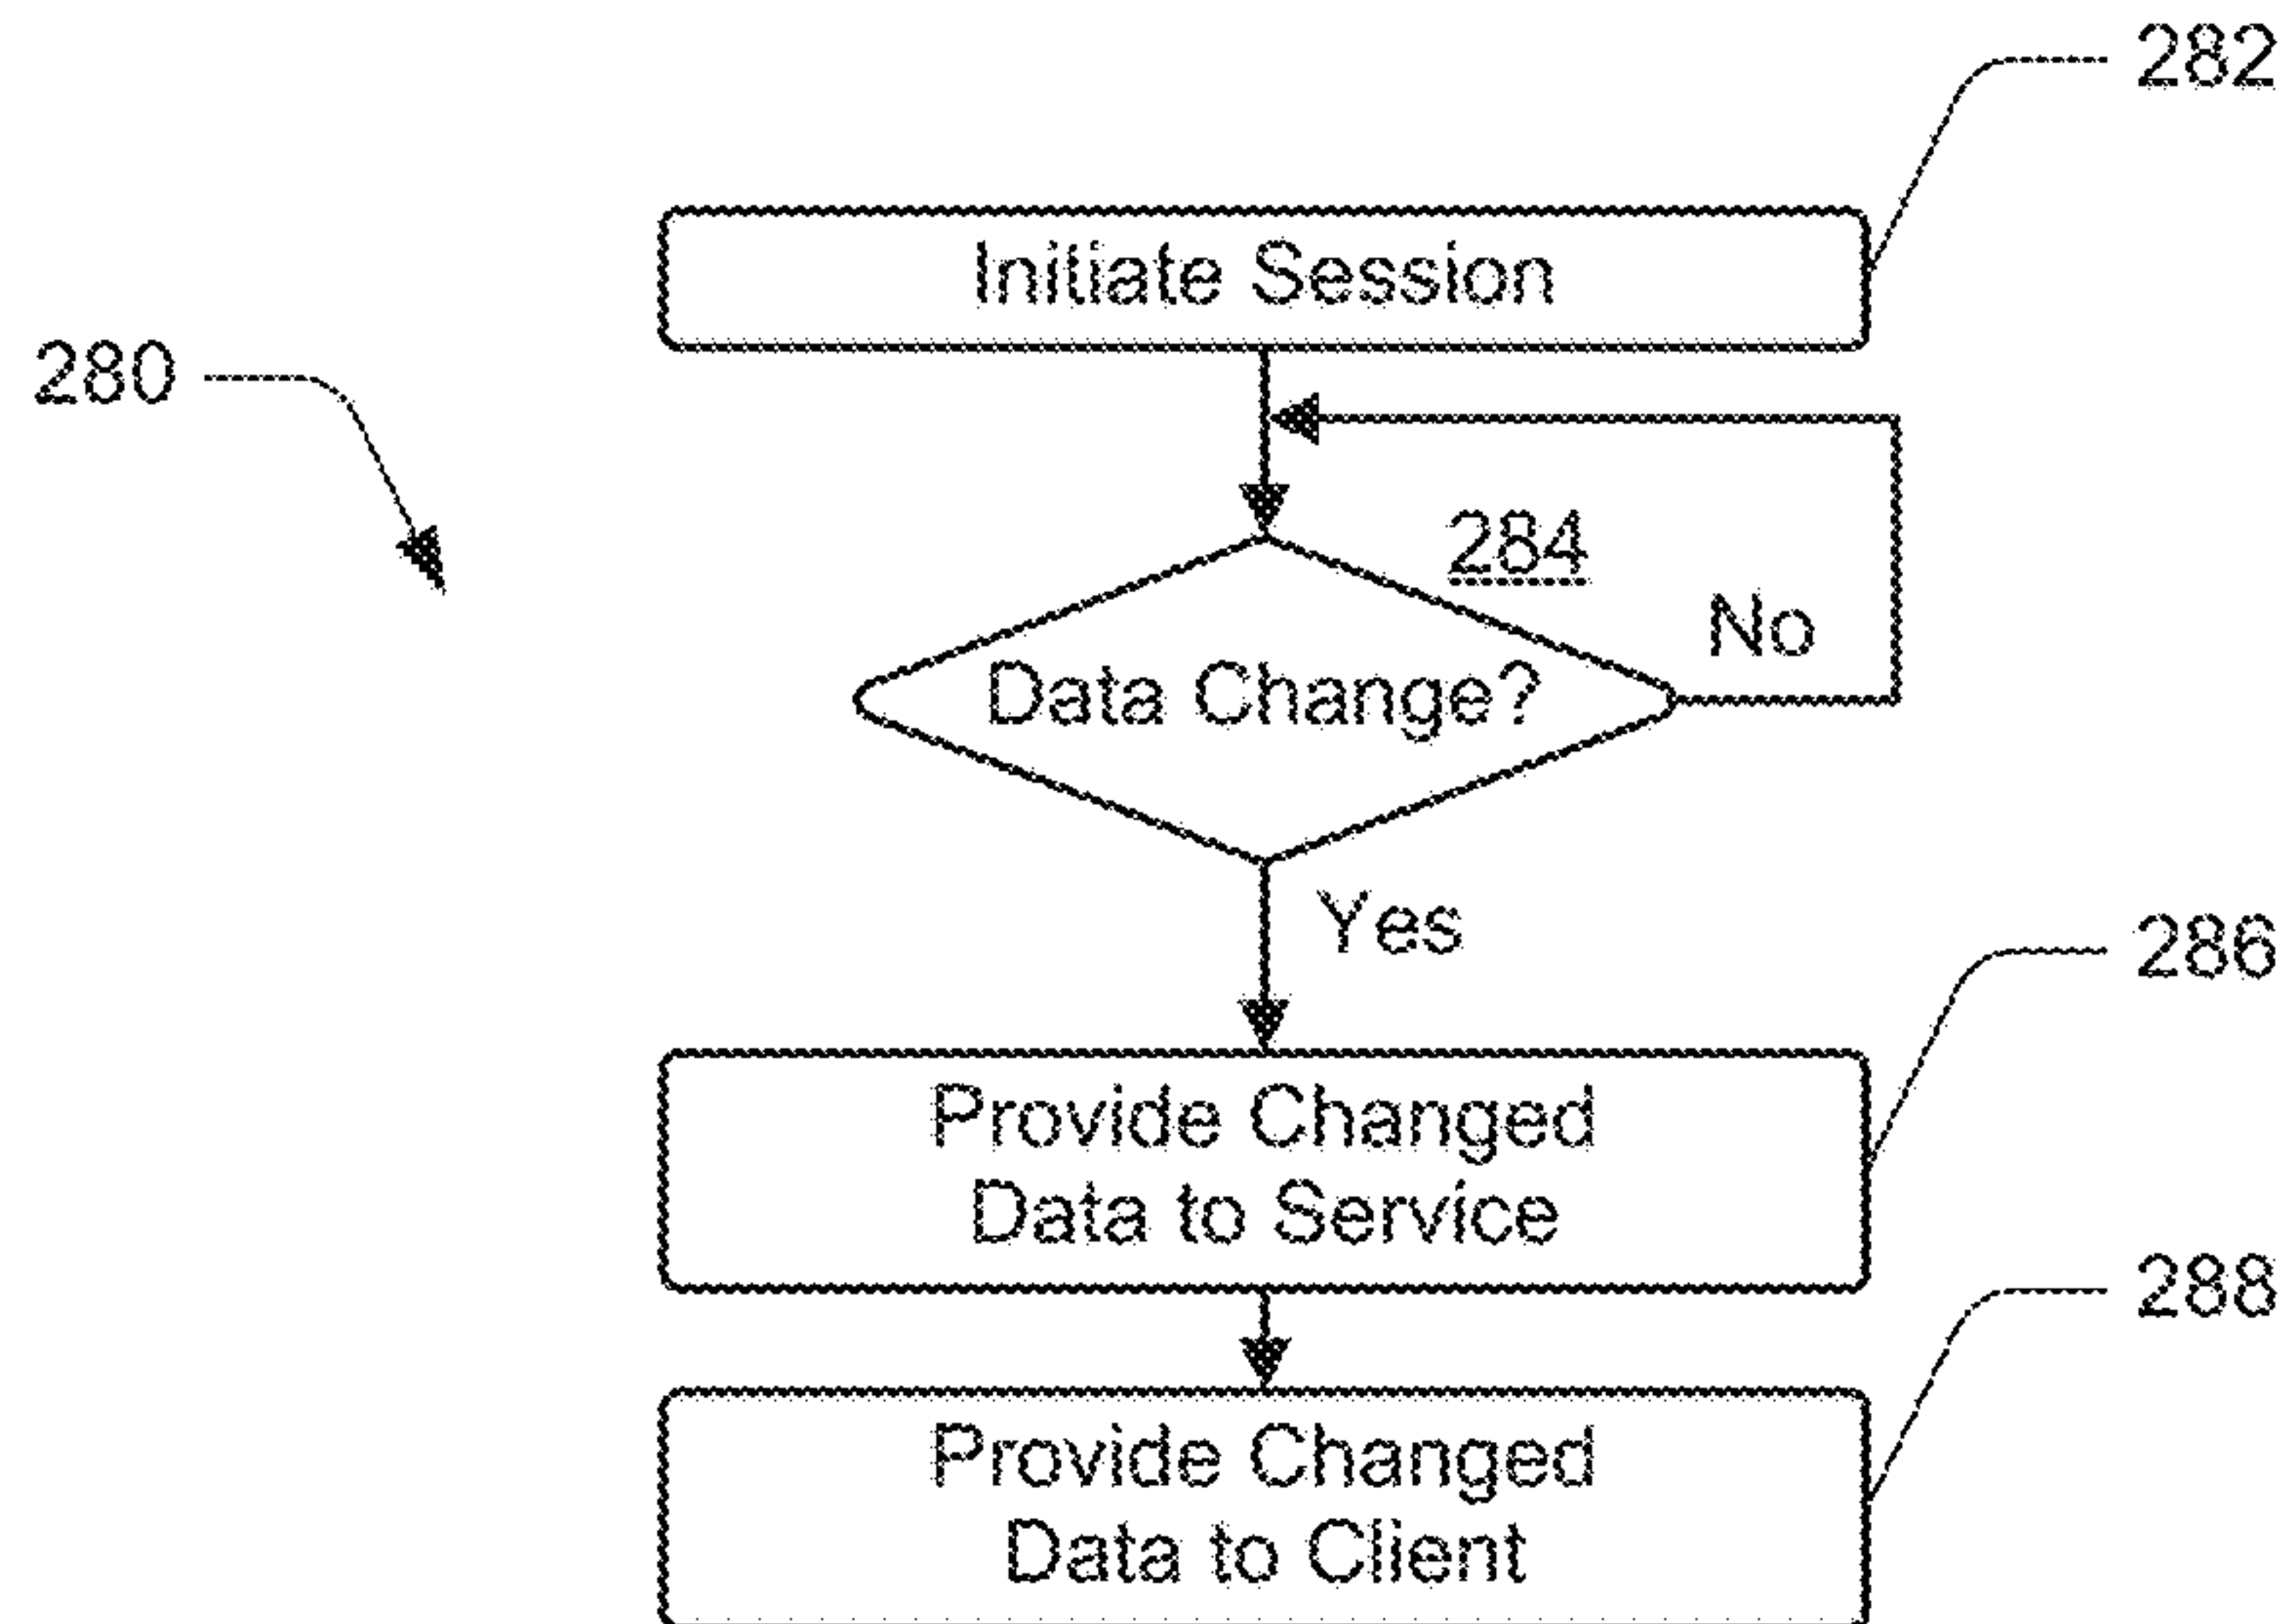 282
Initiate Session
280
284
No
Data Change?
Yes
286
Provide Changed
Data to Service
288
Provide Changed
Data to Client